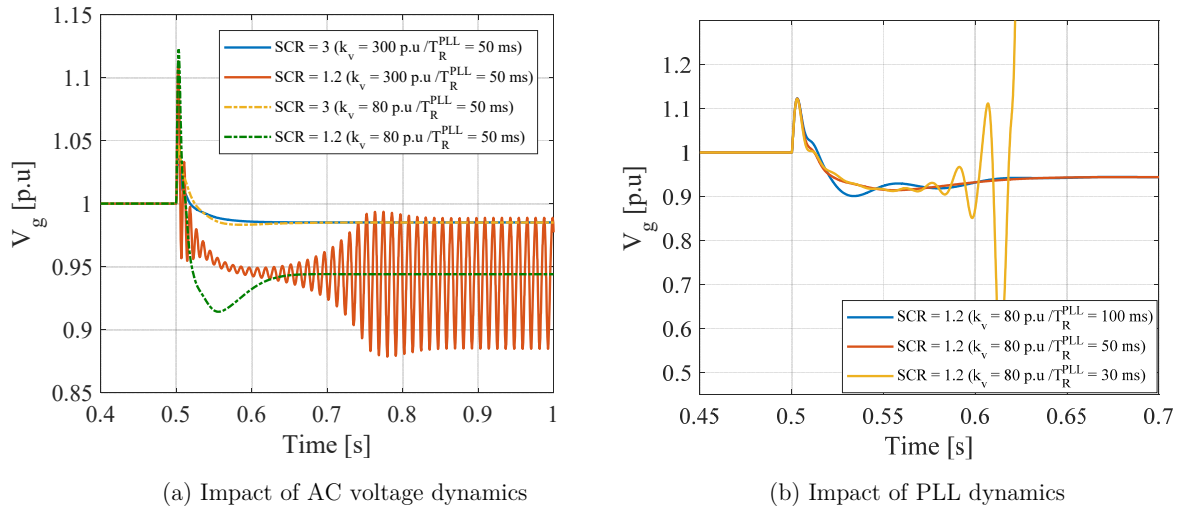 1.15
1.1
1.05
1
0.95
0.9
0.85
V_g [p.u]
SCR = 3 (k_v = 300 p.u /T_R^PLL = 50 ms)
SCR = 1.2 (k_v = 300 p.u /T_R^PLL = 50 ms)
SCR = 3 (k_v = 80 p.u /T_R^PLL = 50 ms)
SCR = 1.2 (k_v = 80 p.u /T_R^PLL = 50 ms)
0.4 0.5 0.6 0.7 0.8 0.9 1
Time [s]
(a) Impact of AC voltage dynamics
1.2
1.1
1
0.9
0.8
0.7
0.6
0.5
V_g [p.u]
SCR = 1.2 (k_v = 80 p.u /T_R^PLL = 100 ms)
SCR = 1.2 (k_v = 80 p.u /T_R^PLL = 50 ms)
SCR = 1.2 (k_v = 80 p.u /T_R^PLL = 30 ms)
0.45 0.5 0.55 0.6 0.65 0.7
Time [s]
(b) Impact of PLL dynamics